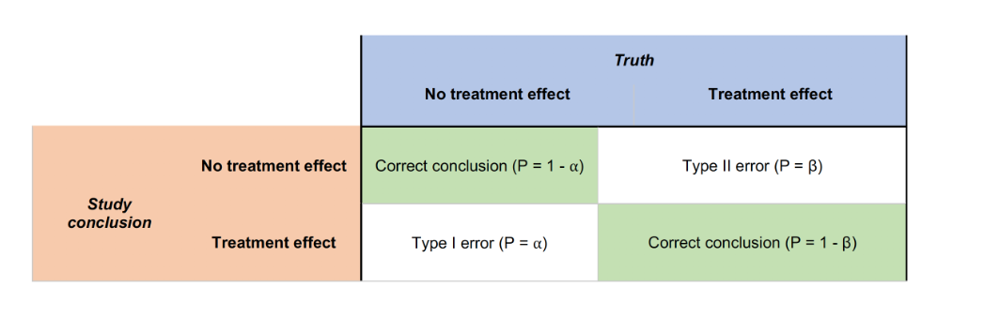 Truth
No treatment effect
Treatment effect
No treatment effect
Correct conclusion (P = 1 - α)
Type II error (P = β)
Study
conclusion
Treatment effect
Type I error (P = α)
Correct conclusion (P = 1 - β)